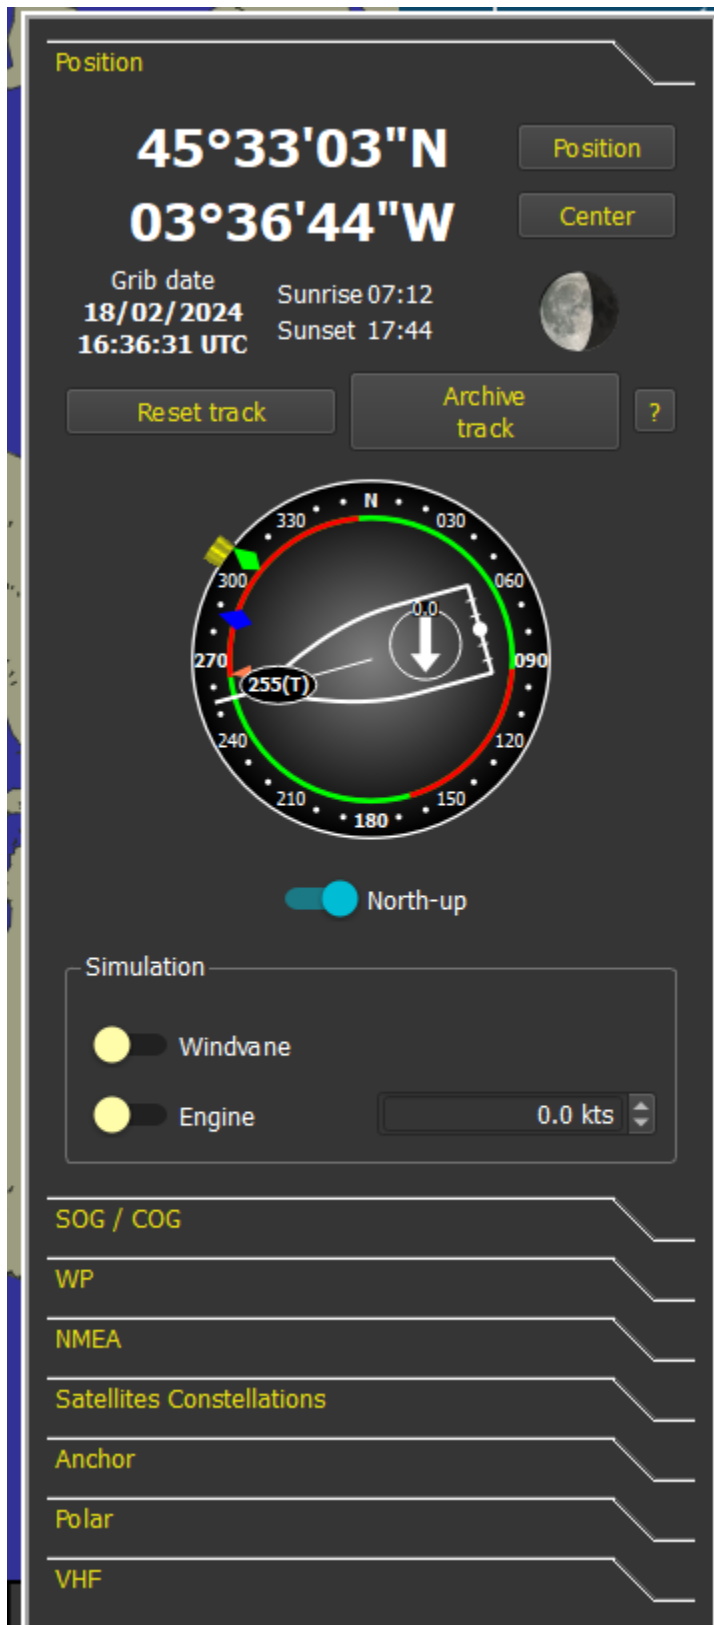 Position
45°33'03"N
Position
03°36'44"W
Center
Grib date
18/02/2024
16:36:31 UTC
Sunrise 07:12
Sunset 17:44
Reset track
Archive
track
?
N
030
060
090
120
150
180
210
240
270
300
330
0.0
255(T)
North-up
Simulation
Windvane
Engine
0.0 kts
SOG / COG
WP
NMEA
Satellites Constellations
Anchor
Polar
VHF